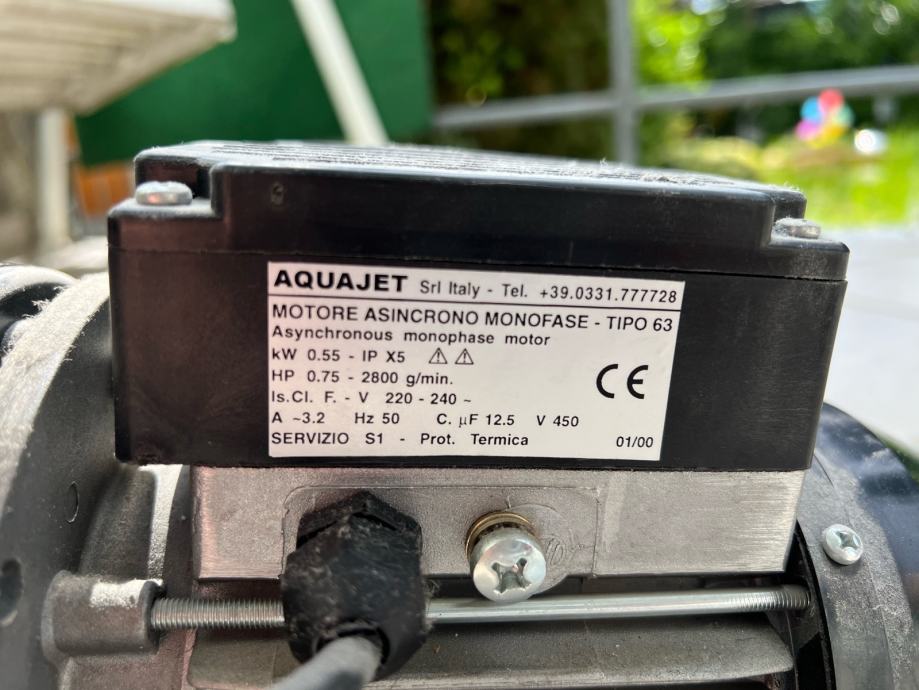 AQUAJET Srl Italy - Tel. +39.0331.777728
MOTORE ASINCRONO MONOFASE - TIPO 63
Asynchronous monophase motor
kW 0.55 - IP X5
HP 0.75 - 2800 g/min.
Is.Cl. F. - V 220 - 240 ~
A ~3.2 Hz 50 C. µF 12.5 V 450
SERVIZIO S1 - Prot. Termica 01/00
CE